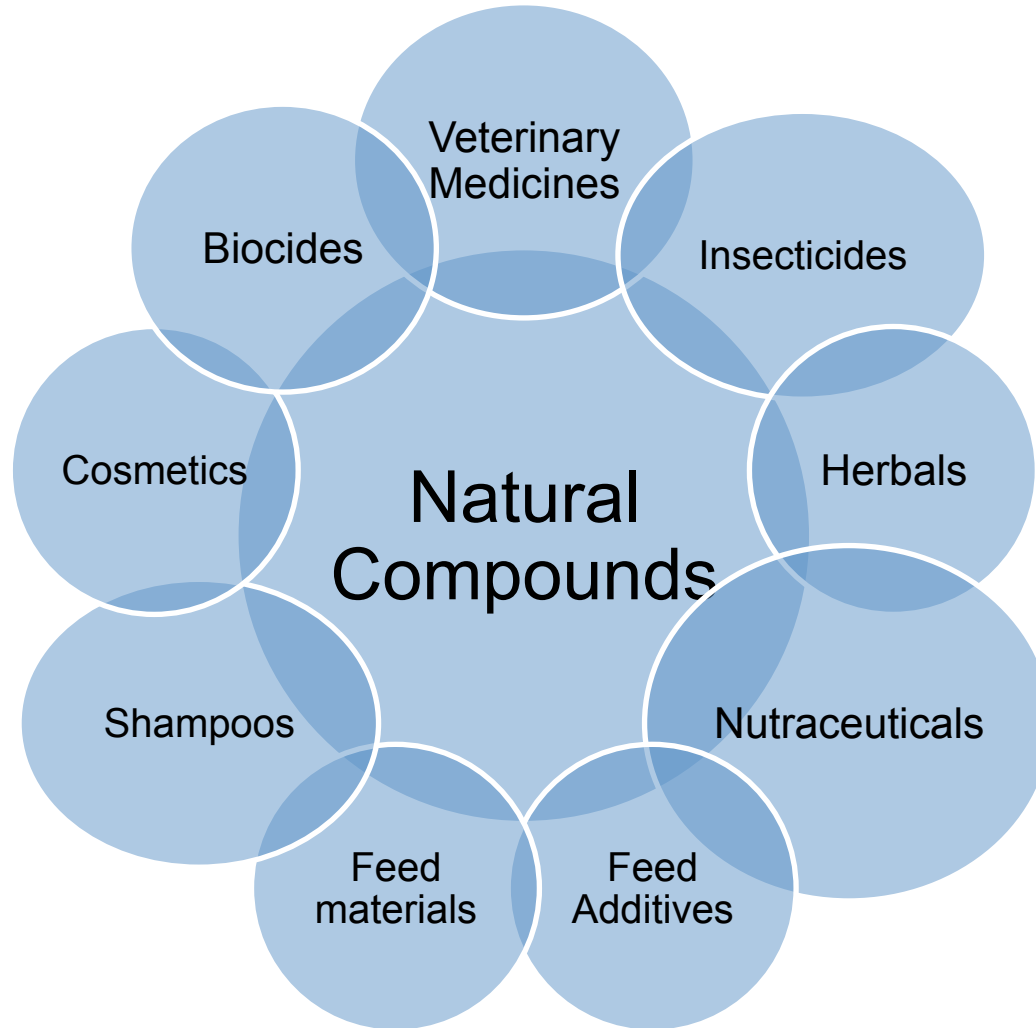 Veterinary
Medicines
Biocides
Insecticides
Cosmetics
Herbals
Natural
Compounds
Shampoos
Nutraceuticals
Feed
materials
Feed
Additives